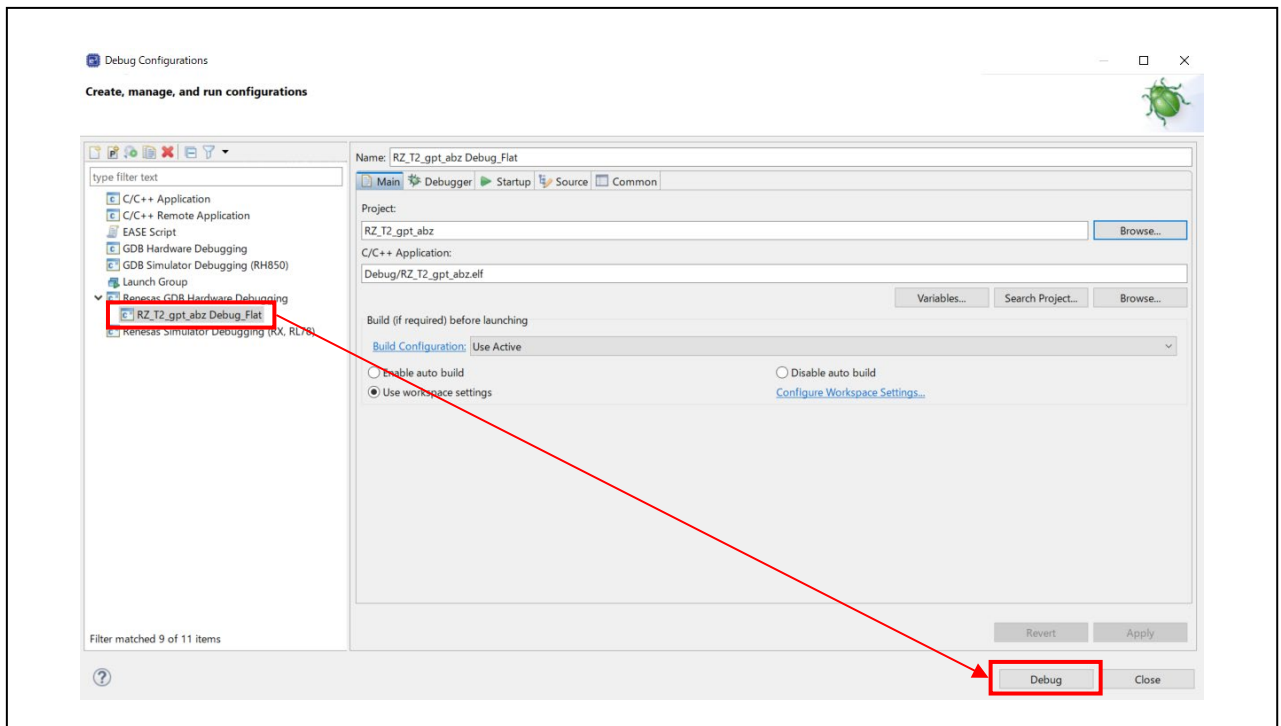 Debug Configurations
Create, manage, and run configurations
type filter text
C/C++ Application
C/C++ Remote Application
EASE Script
GDB Hardware Debugging
GDB Simulator Debugging (RH850)
Launch Group
Renesas GDB Hardware Debugging
RZ_T2_gpt_abz Debug_Flat
Renesas Simulator Debugging (RX, RL78)
Filter matched 9 of 11 items
Name: RZ_T2_gpt_abz Debug_Flat
Main Debugger Startup Source Common
Project:
RZ_T2_gpt_abz Browse...
C/C++ Application:
Debug/RZ_T2_gpt_abz.elf
Variables... Search Project... Browse...
Build (if required) before launching
Build Configuration: Use Active
Enable auto build Disable auto build
Use workspace settings Configure Workspace Settings...
Revert Apply
Debug Close